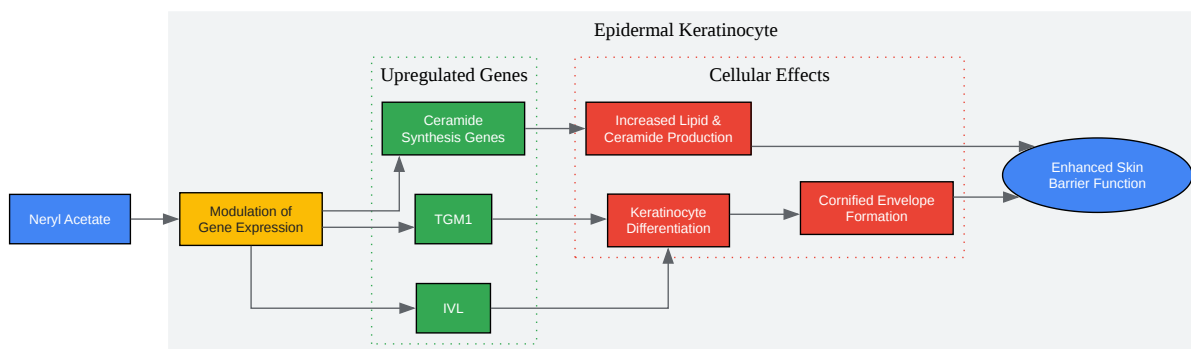 Epidermal Keratinocyte
Upregulated Genes
Cellular Effects
Ceramide
Synthesis Genes
Increased Lipid &
Ceramide Production
Enhanced Skin
Barrier Function
Neryl Acetate
Modulation of
Gene Expression
TGM1
Keratinocyte
Differentiation
Cornified Envelope
Formation
IVL